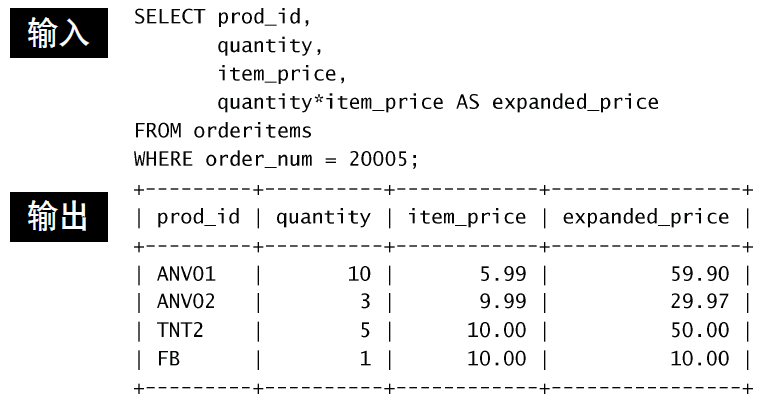 输入
SELECT prod_id,
       quantity,
       item_price,
       quantity*item_price AS expanded_price
FROM orderitems
WHERE order_num = 20005;
输出
+---------+----------+------------+----------------+
| prod_id | quantity | item_price | expanded_price |
+---------+----------+------------+----------------+
| ANV01   |       10 |       5.99 |          59.90 |
| ANV02   |        3 |       9.99 |          29.97 |
| TNT2    |        5 |      10.00 |          50.00 |
| FB      |        1 |      10.00 |          10.00 |
+---------+----------+------------+----------------+